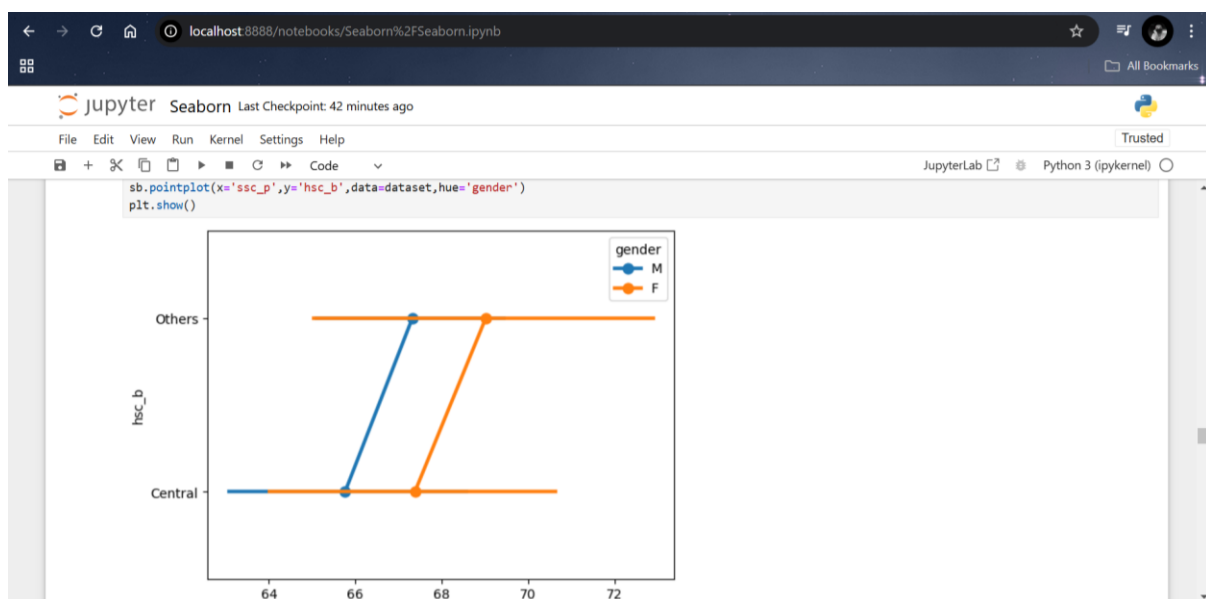 localhost:8888/notebooks/Seaborn%2FSeaborn.ipynb
All Bookmarks
jupyter Seaborn Last Checkpoint: 42 minutes ago
File Edit View Run Kernel Settings Help Trusted
Code JupyterLab Python 3 (ipykernel)
sb.pointplot(x='ssc_p',y='hsc_b',data=dataset,hue='gender')
plt.show()
gender
M
F
Others
hsc_b
Central
64 66 68 70 72